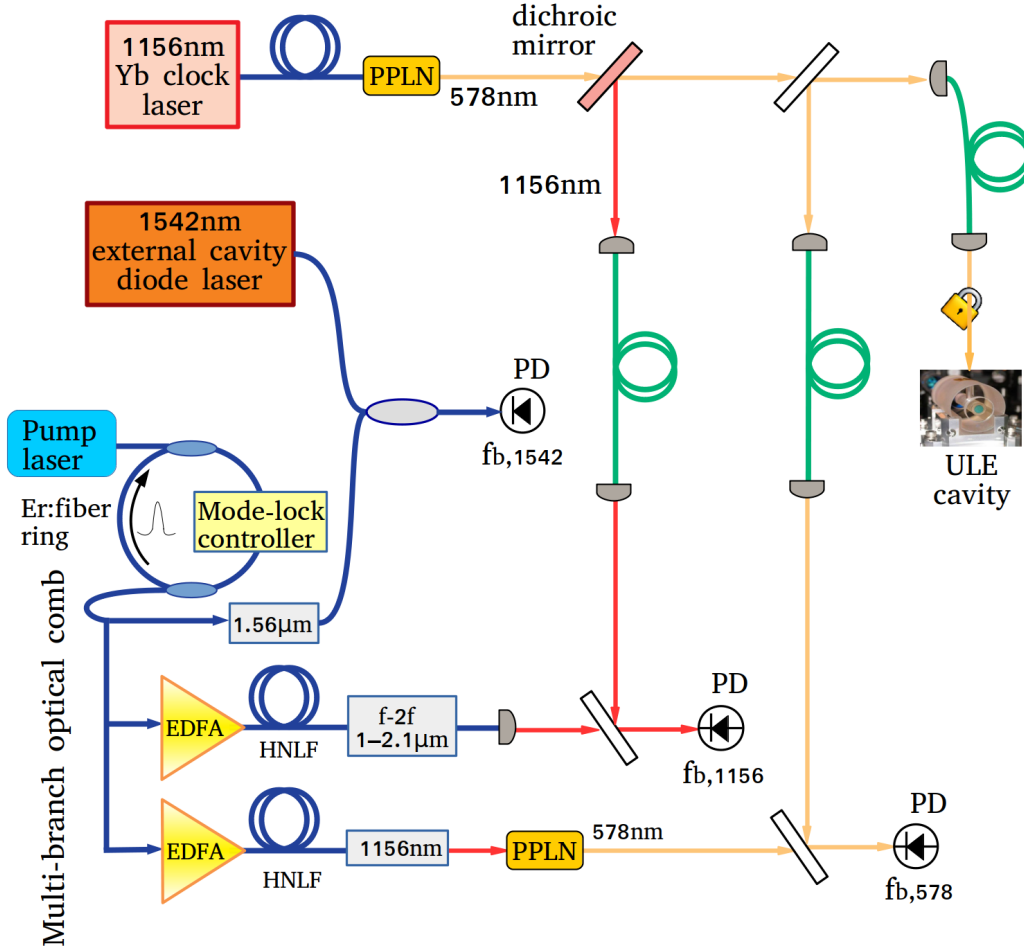 1156nm
Yb clock
laser
PPLN
578nm
dichroic
mirror
1156nm
1542nm
external cavity
diode laser
PD
fb,1542
Pump
laser
Er:fiber
ring
Mode-lock
controller
ULE
cavity
1.56μm
Multi-branch optical comb
EDFA
HNLF
f-2f
1–2.1μm
PD
fb,1156
EDFA
HNLF
1156nm
PPLN
578nm
PD
fb,578